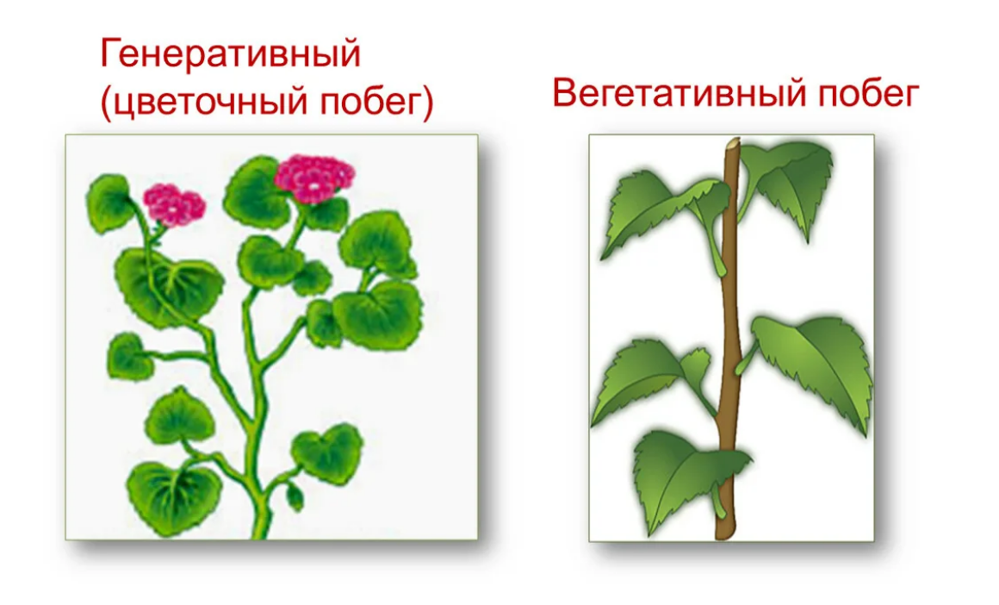 Генеративный
(цветочный побег)
Вегетативный побег